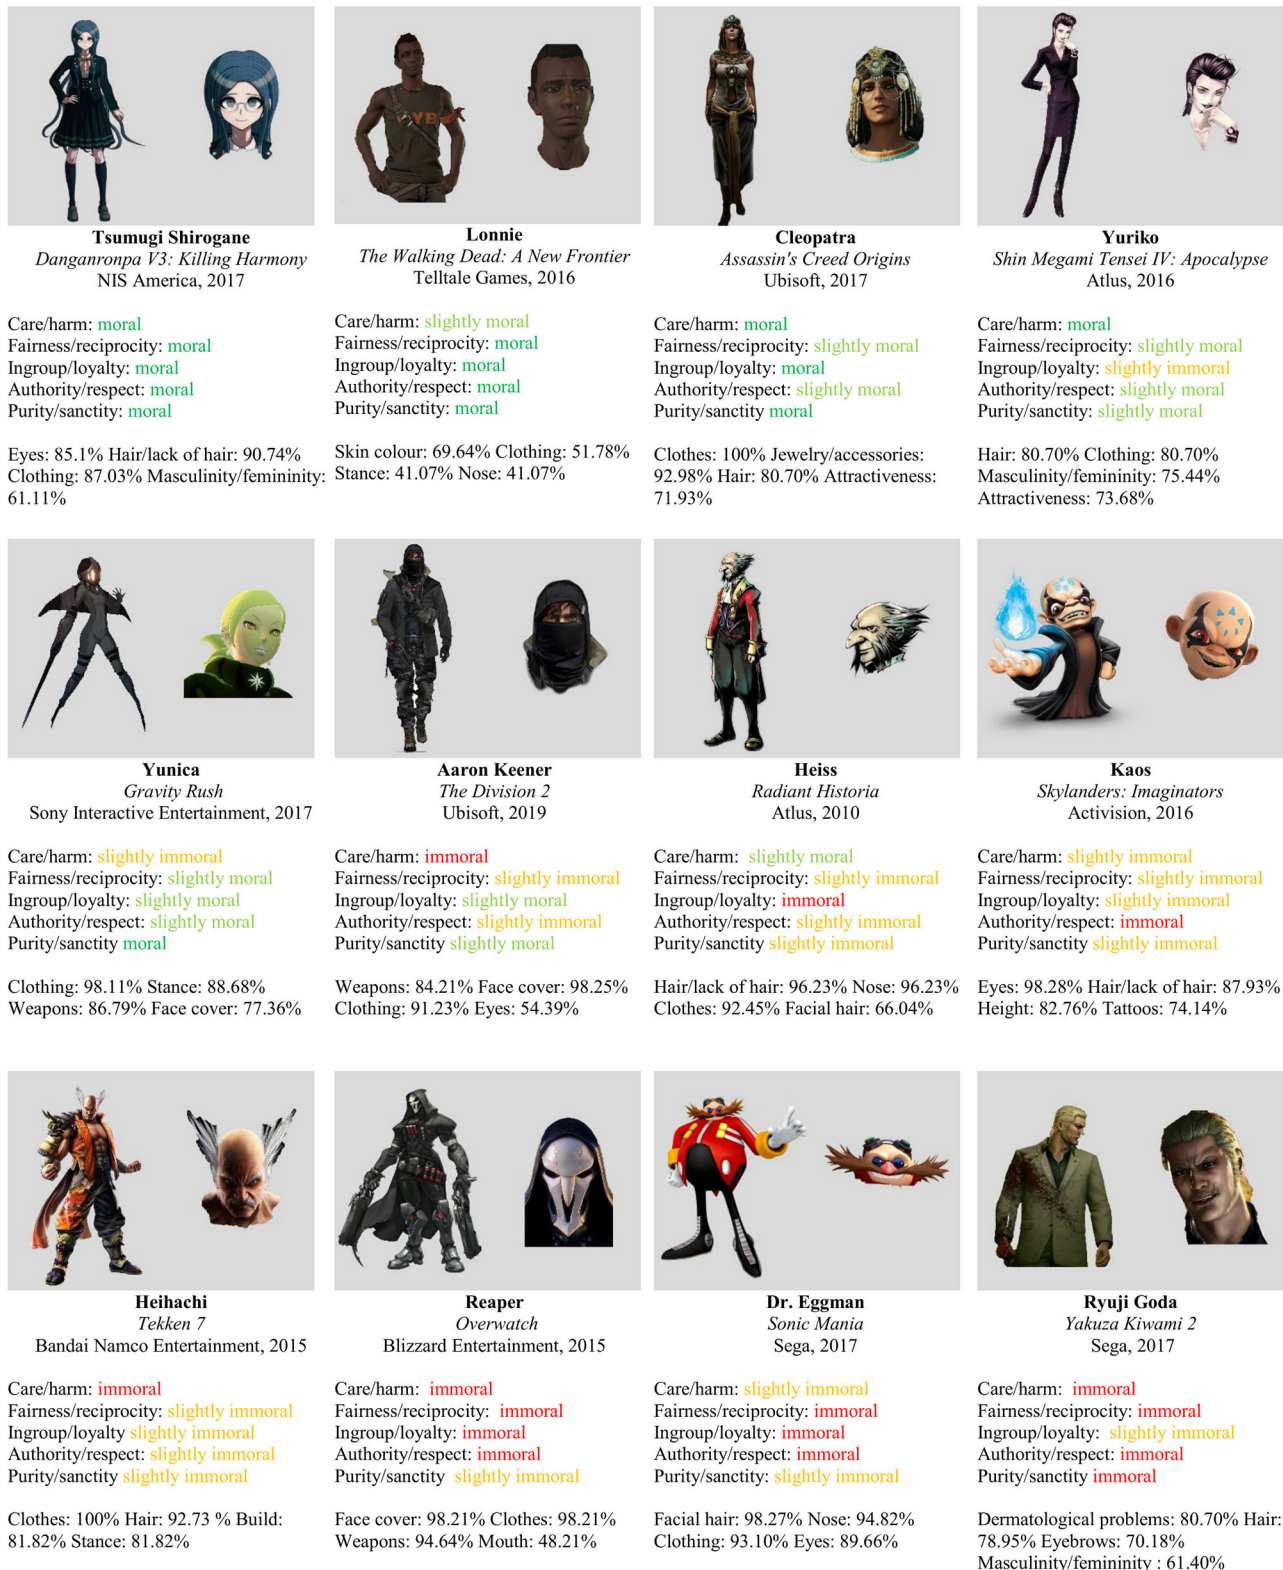 Tsumugi Shirogane
Danganronpa V3: Killing Harmony
NIS America, 2017
Care/harm: moral
Fairness/reciprocity: moral
Ingroup/loyalty: moral
Authority/respect: moral
Purity/sanctity: moral
Eyes: 85.1% Hair/lack of hair: 90.74%
Clothing: 87.03% Masculinity/femininity:
61.11%
Lonnie
The Walking Dead: A New Frontier
Telltale Games, 2016
Care/harm: slightly moral
Fairness/reciprocity: moral
Ingroup/loyalty: moral
Authority/respect: moral
Purity/sanctity: moral
Skin colour: 69.64% Clothing: 51.78%
Stance: 41.07% Nose: 41.07%
Cleopatra
Assassin's Creed Origins
Ubisoft, 2017
Care/harm: moral
Fairness/reciprocity: slightly moral
Ingroup/loyalty: moral
Authority/respect: slightly moral
Purity/sanctity moral
Clothes: 100% Jewelry/accessories:
92.98% Hair: 80.70% Attractiveness:
71.93%
Yuriko
Shin Megami Tensei IV: Apocalypse
Atlus, 2016
Care/harm: moral
Fairness/reciprocity: slightly moral
Ingroup/loyalty: slightly immoral
Authority/respect: slightly moral
Purity/sanctity: slightly moral
Hair: 80.70% Clothing: 80.70%
Masculinity/femininity: 75.44%
Attractiveness: 73.68%
Yunica
Gravity Rush
Sony Interactive Entertainment, 2017
Care/harm: slightly immoral
Fairness/reciprocity: slightly moral
Ingroup/loyalty: slightly moral
Authority/respect: slightly moral
Purity/sanctity moral
Clothing: 98.11% Stance: 88.68%
Weapons: 86.79% Face cover: 77.36%
Aaron Keener
The Division 2
Ubisoft, 2019
Care/harm: immoral
Fairness/reciprocity: slightly immoral
Ingroup/loyalty: slightly moral
Authority/respect: slightly immoral
Purity/sanctity slightly moral
Weapons: 84.21% Face cover: 98.25%
Clothing: 91.23% Eyes: 54.39%
Heiss
Radiant Historia
Atlus, 2010
Care/harm: slightly moral
Fairness/reciprocity: slightly immoral
Ingroup/loyalty: immoral
Authority/respect: slightly immoral
Purity/sanctity slightly immoral
Hair/lack of hair: 96.23% Nose: 96.23%
Clothes: 92.45% Facial hair: 66.04%
Kaos
Skylanders: Imaginators
Activision, 2016
Care/harm: slightly immoral
Fairness/reciprocity: slightly immoral
Ingroup/loyalty: slightly immoral
Authority/respect: immoral
Purity/sanctity slightly immoral
Eyes: 98.28% Hair/lack of hair: 87.93%
Height: 82.76% Tattoos: 74.14%
Heihachi
Tekken 7
Bandai Namco Entertainment, 2015
Care/harm: immoral
Fairness/reciprocity: slightly immoral
Ingroup/loyalty slightly immoral
Authority/respect: slightly immoral
Purity/sanctity slightly immoral
Clothes: 100% Hair: 92.73 % Build:
81.82% Stance: 81.82%
Reaper
Overwatch
Blizzard Entertainment, 2015
Care/harm: immoral
Fairness/reciprocity: immoral
Ingroup/loyalty: immoral
Authority/respect: immoral
Purity/sanctity slightly immoral
Face cover: 98.21% Clothes: 98.21%
Weapons: 94.64% Mouth: 48.21%
Dr. Eggman
Sonic Mania
Sega, 2017
Care/harm: slightly immoral
Fairness/reciprocity: immoral
Ingroup/loyalty: immoral
Authority/respect: immoral
Purity/sanctity: slightly immoral
Facial hair: 98.27% Nose: 94.82%
Clothing: 93.10% Eyes: 89.66%
Ryuji Goda
Yakuza Kiwami 2
Sega, 2017
Care/harm: immoral
Fairness/reciprocity: immoral
Ingroup/loyalty: slightly immoral
Authority/respect: immoral
Purity/sanctity immoral
Dermatological problems: 80.70% Hair:
78.95% Eyebrows: 70.18%
Masculinity/femininity : 61.40%